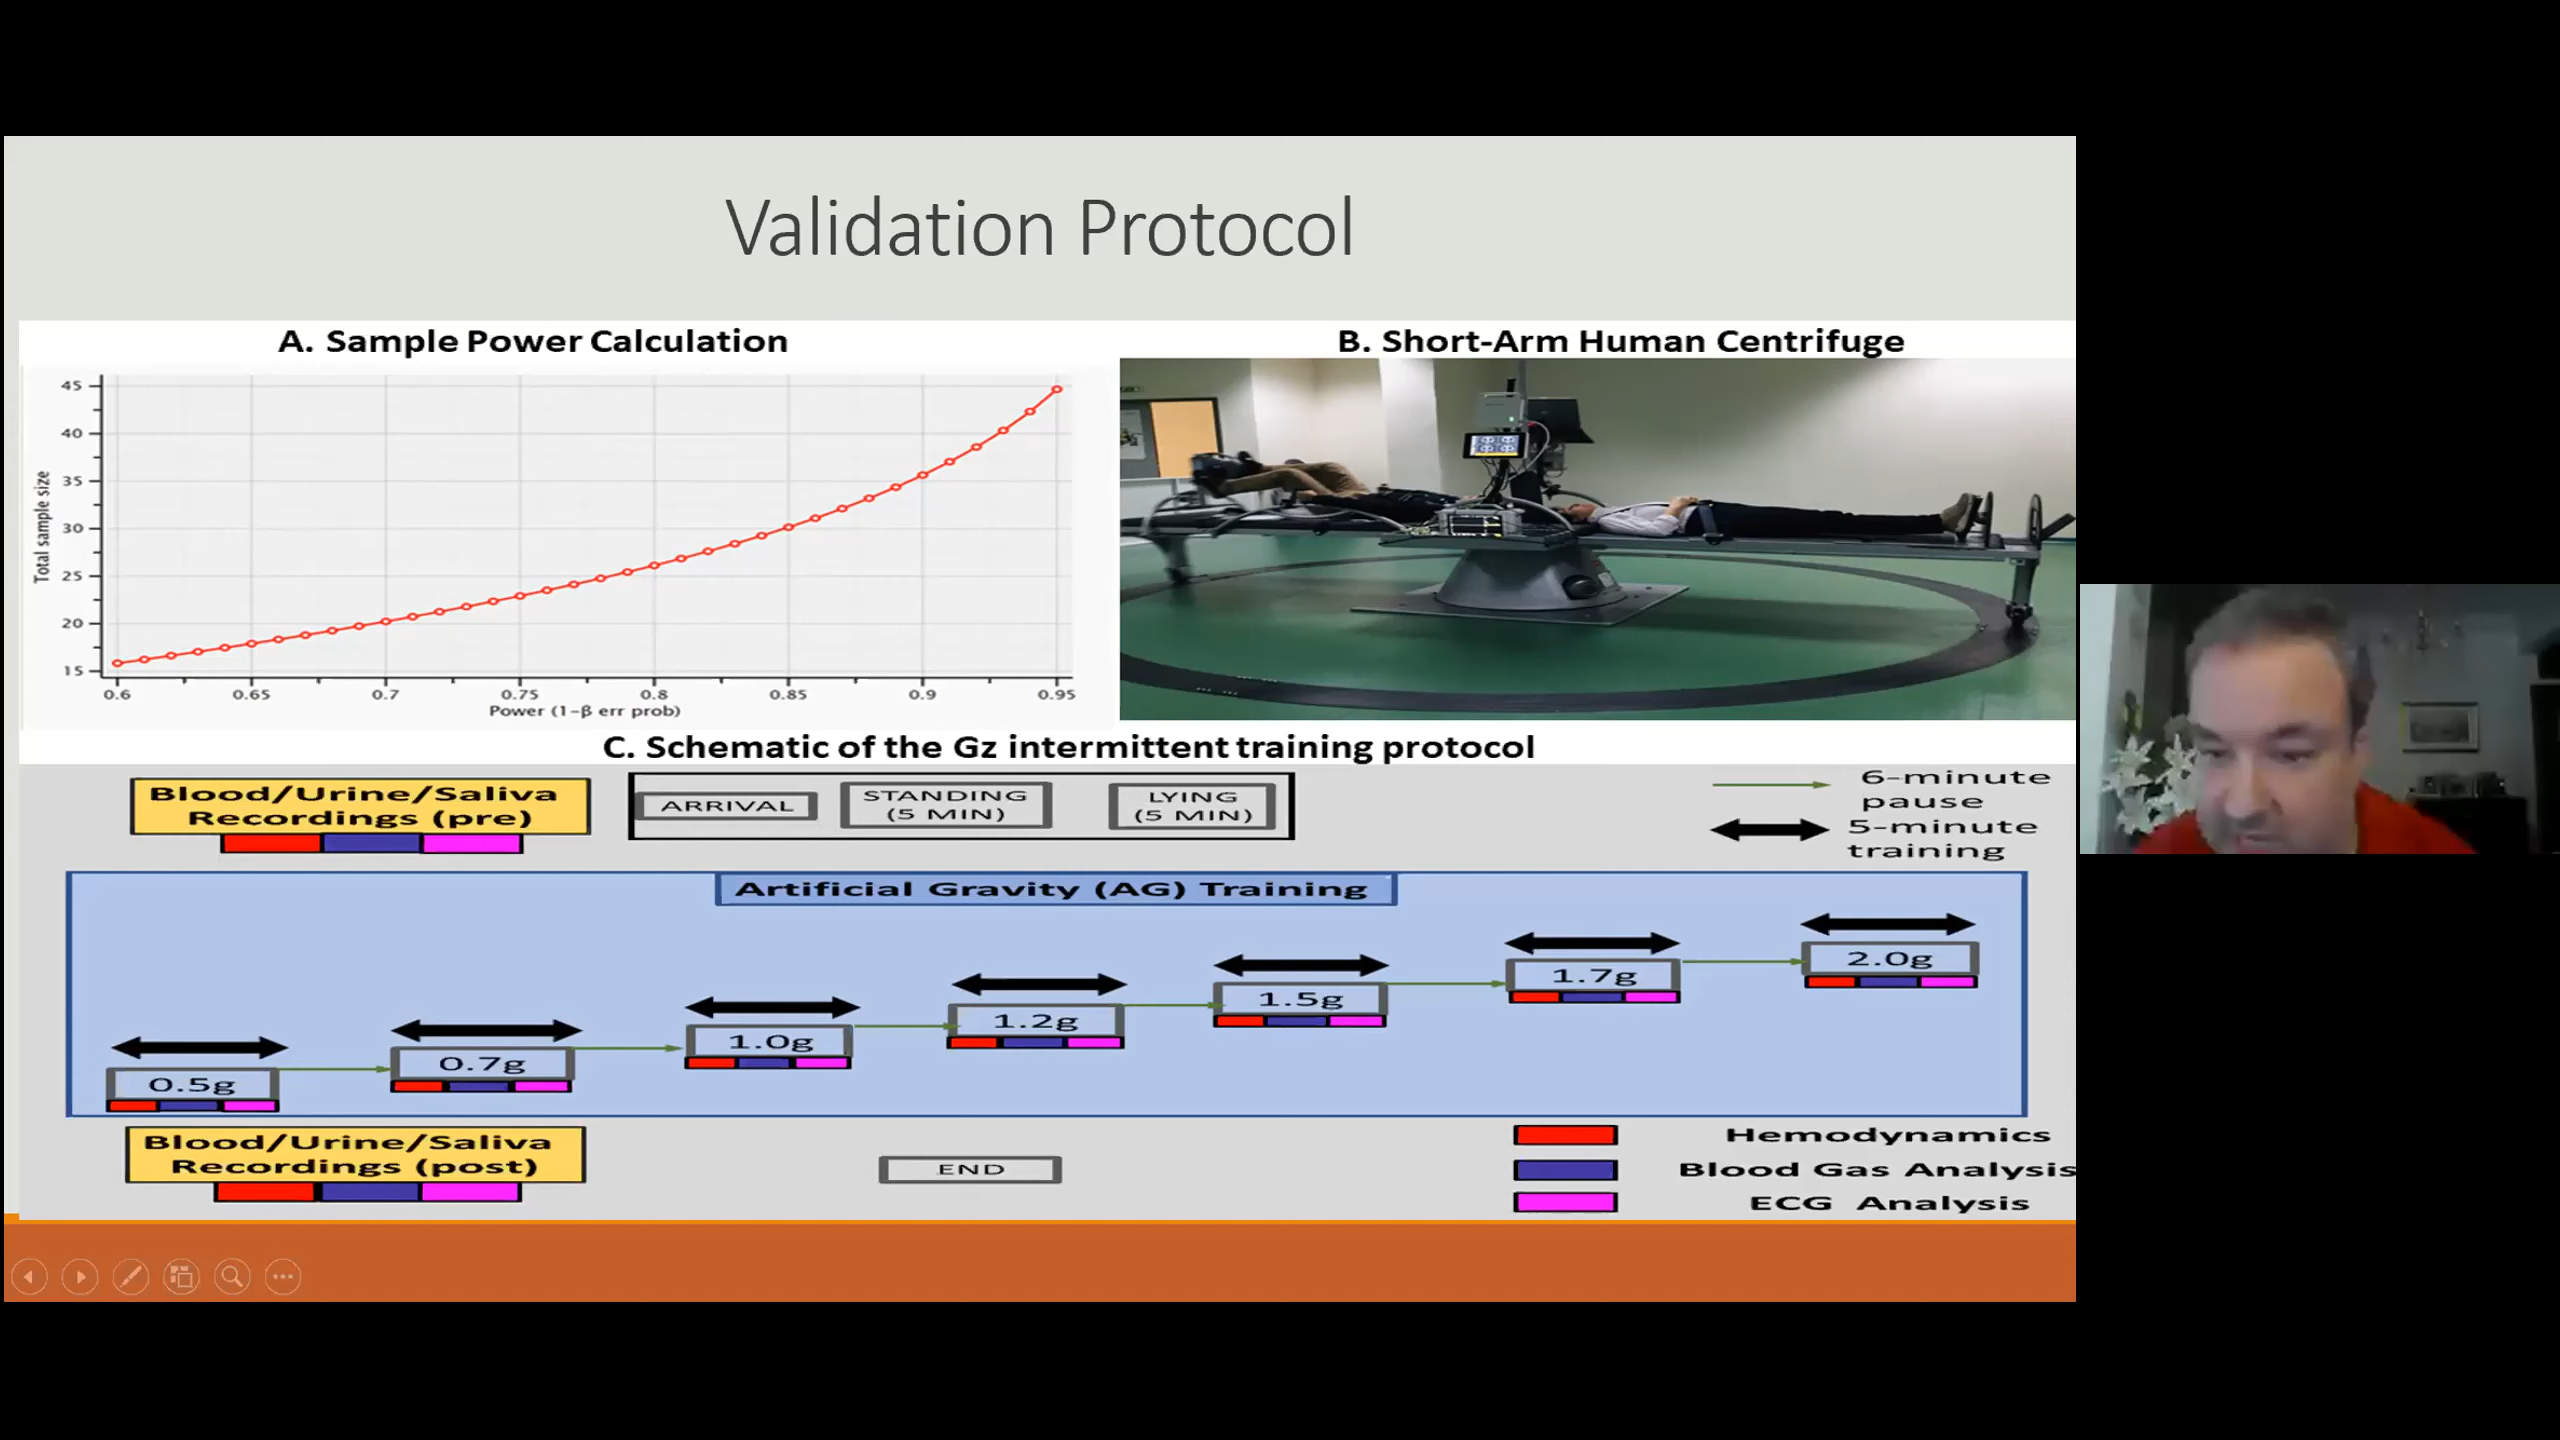 Validation Protocol
A. Sample Power Calculation
B. Short-Arm Human Centrifuge
45
40
35
30
25
20
15
Total sample size
0.6 0.65 0.7 0.75 0.8 0.85 0.9 0.95
Power (1-β err prob)
C. Schematic of the Gz intermittent training protocol
Blood/Urine/Saliva
Recordings (pre)
ARRIVAL
STANDING
(5 MIN)
LYING
(5 MIN)
6-minute
pause
5-minute
training
Artificial Gravity (AG) Training
0.5g
0.7g
1.0g
1.2g
1.5g
1.7g
2.0g
Blood/Urine/Saliva
Recordings (post)
END
Hemodynamics
Blood Gas Analysis
ECG Analysis